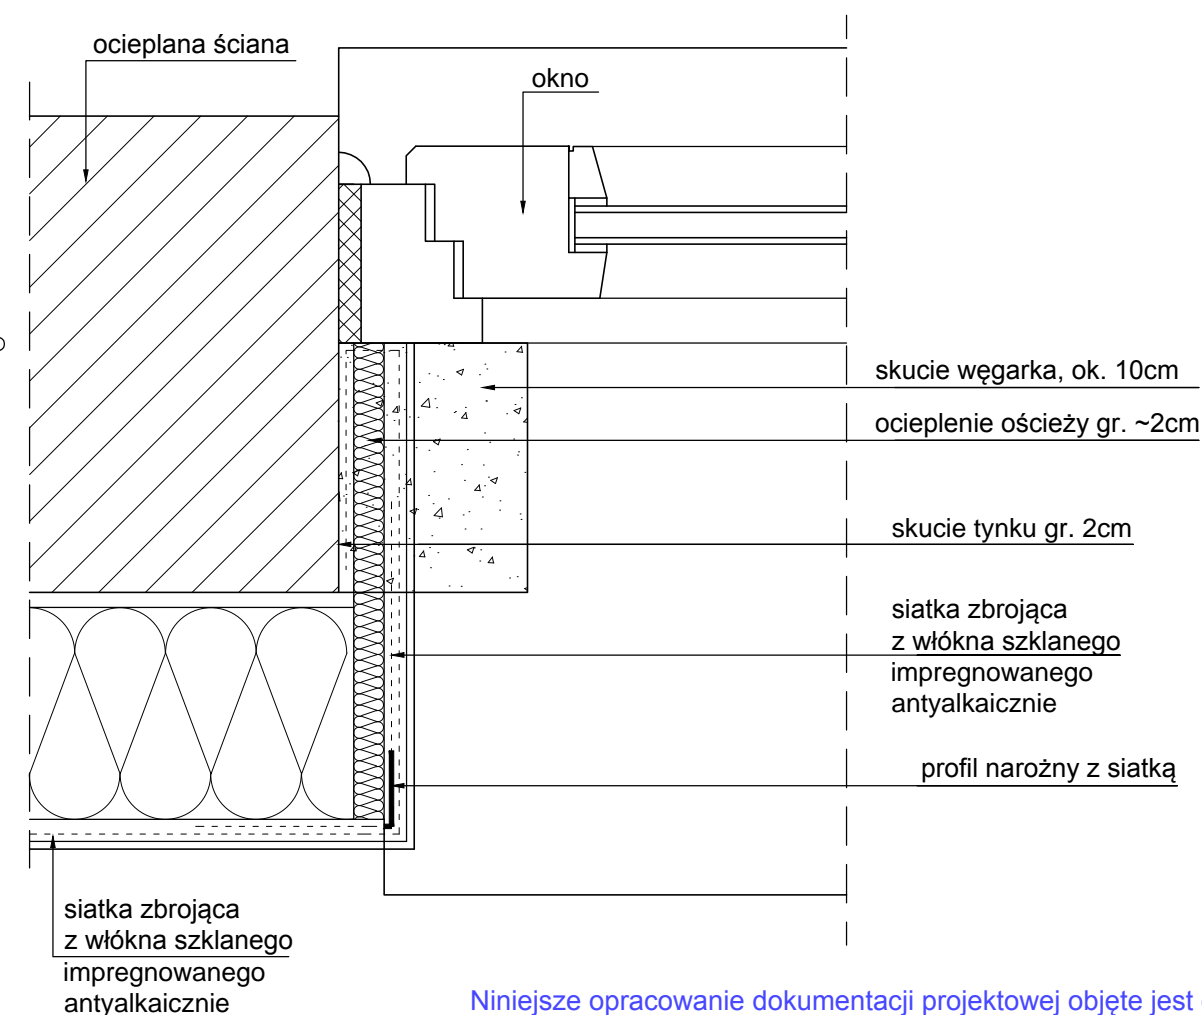 ocieplana ściana
okno
skucie węgarka, ok. 10cm
ocieplenie ościeży gr. ~2cm
skucie tynku gr. 2cm
siatka zbrojąca
z włókna szklanego
impregnowanego
antyalkaicznie
profil narożny z siatką
siatka zbrojąca
z włókna szklanego
impregnowanego
antyalkaicznie
Niniejsze opracowanie dokumentacji projektowej objęte jest